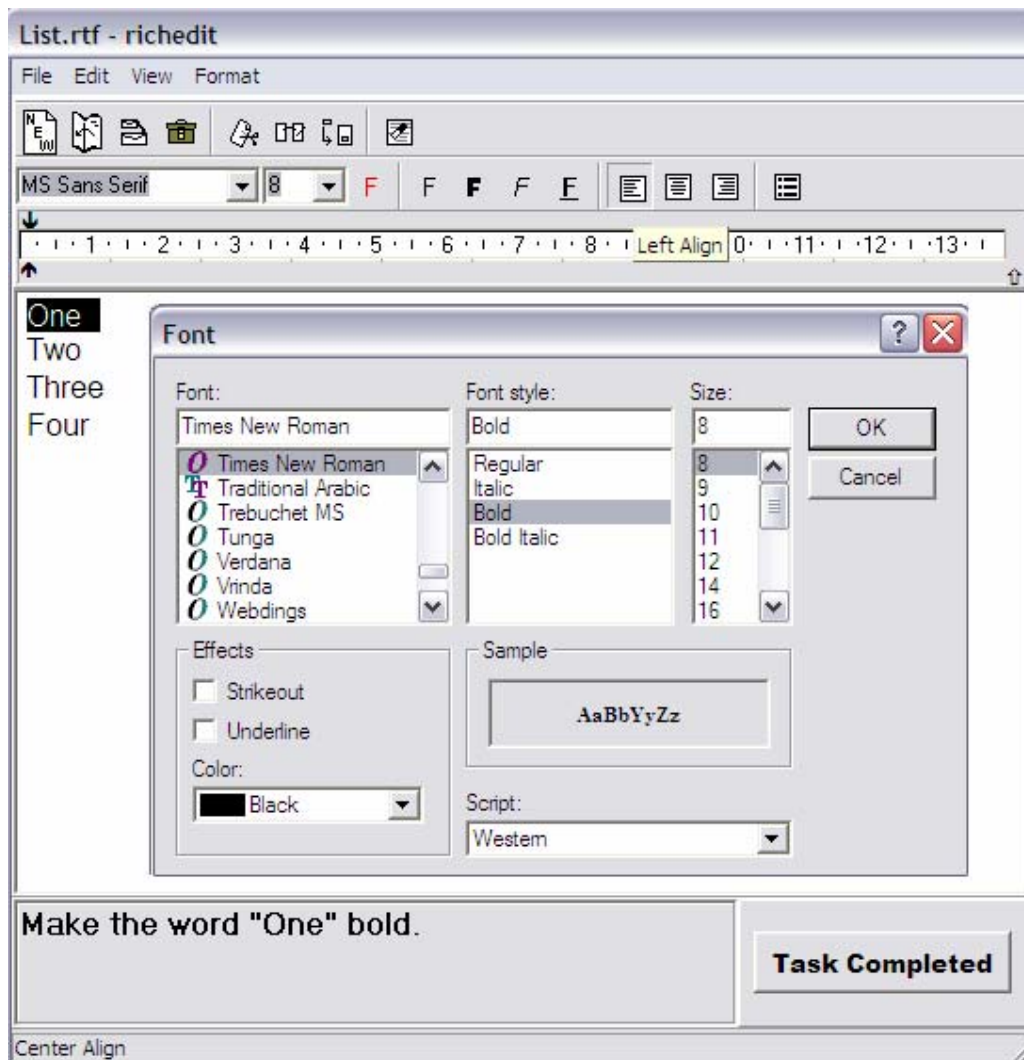 List.rtf - richedit
File Edit View Format
NEW
MS Sans Serif 8 F F F F F
1 2 3 4 5 6 7 8 Left Align 0 11 12 13
One
Two
Three
Four
Font ?
Font: Font style: Size:
Times New Roman Bold 8 OK
Times New Roman Regular 8 Cancel
Traditional Arabic Italic 9
Trebuchet MS Bold 10
Tunga Bold Italic 11
Verdana 12
Vrinda 14
Webdings 16
Effects Sample
Strikeout
AaBbYyZz
Underline
Color:
Black Script:
Western
Make the word "One" bold.
Task Completed
Center Align